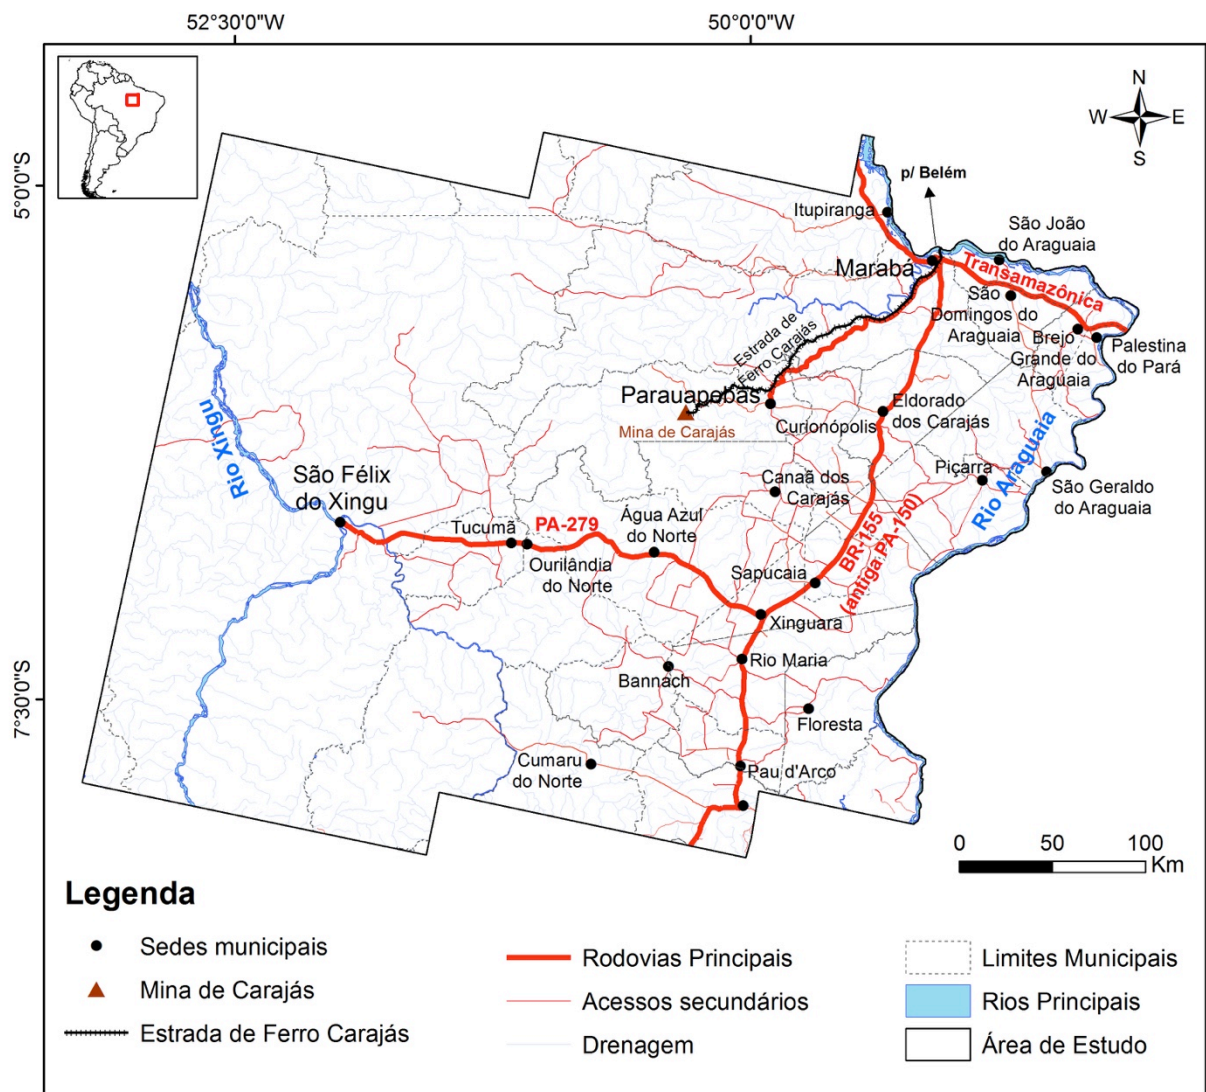 52°30'0"W
50°0'0"W
5°0'0"S
7°30'0"S
N
W
E
S
p/ Belém
Itupiranga
São João
do Araguaia
Marabá
Transamazônica
São
Domingos do
Araguaia
Brejo
Grande do
Araguaia
Palestina
do Pará
Estrada de
Ferro Carajás
Parauapebas
Mina de Carajás
Curionópolis
Eldorado
dos Carajás
Rio Araguaia
Rio Xingu
São Félix
do Xingu
Canaã dos
Carajás
Piçarra
São Geraldo
do Araguaia
Tucumã
PA-279
Água Azul
do Norte
Ourilândia
do Norte
BR-155
(antiga PA-150)
Sapucaia
Xinguara
Rio Maria
Bannach
Floresta
Cumaru
do Norte
Pau d'Arco
0 50 100
Km
Legenda
Sedes municipais
Mina de Carajás
Estrada de Ferro Carajás
Rodovias Principais
Acessos secundários
Drenagem
Limites Municipais
Rios Principais
Área de Estudo